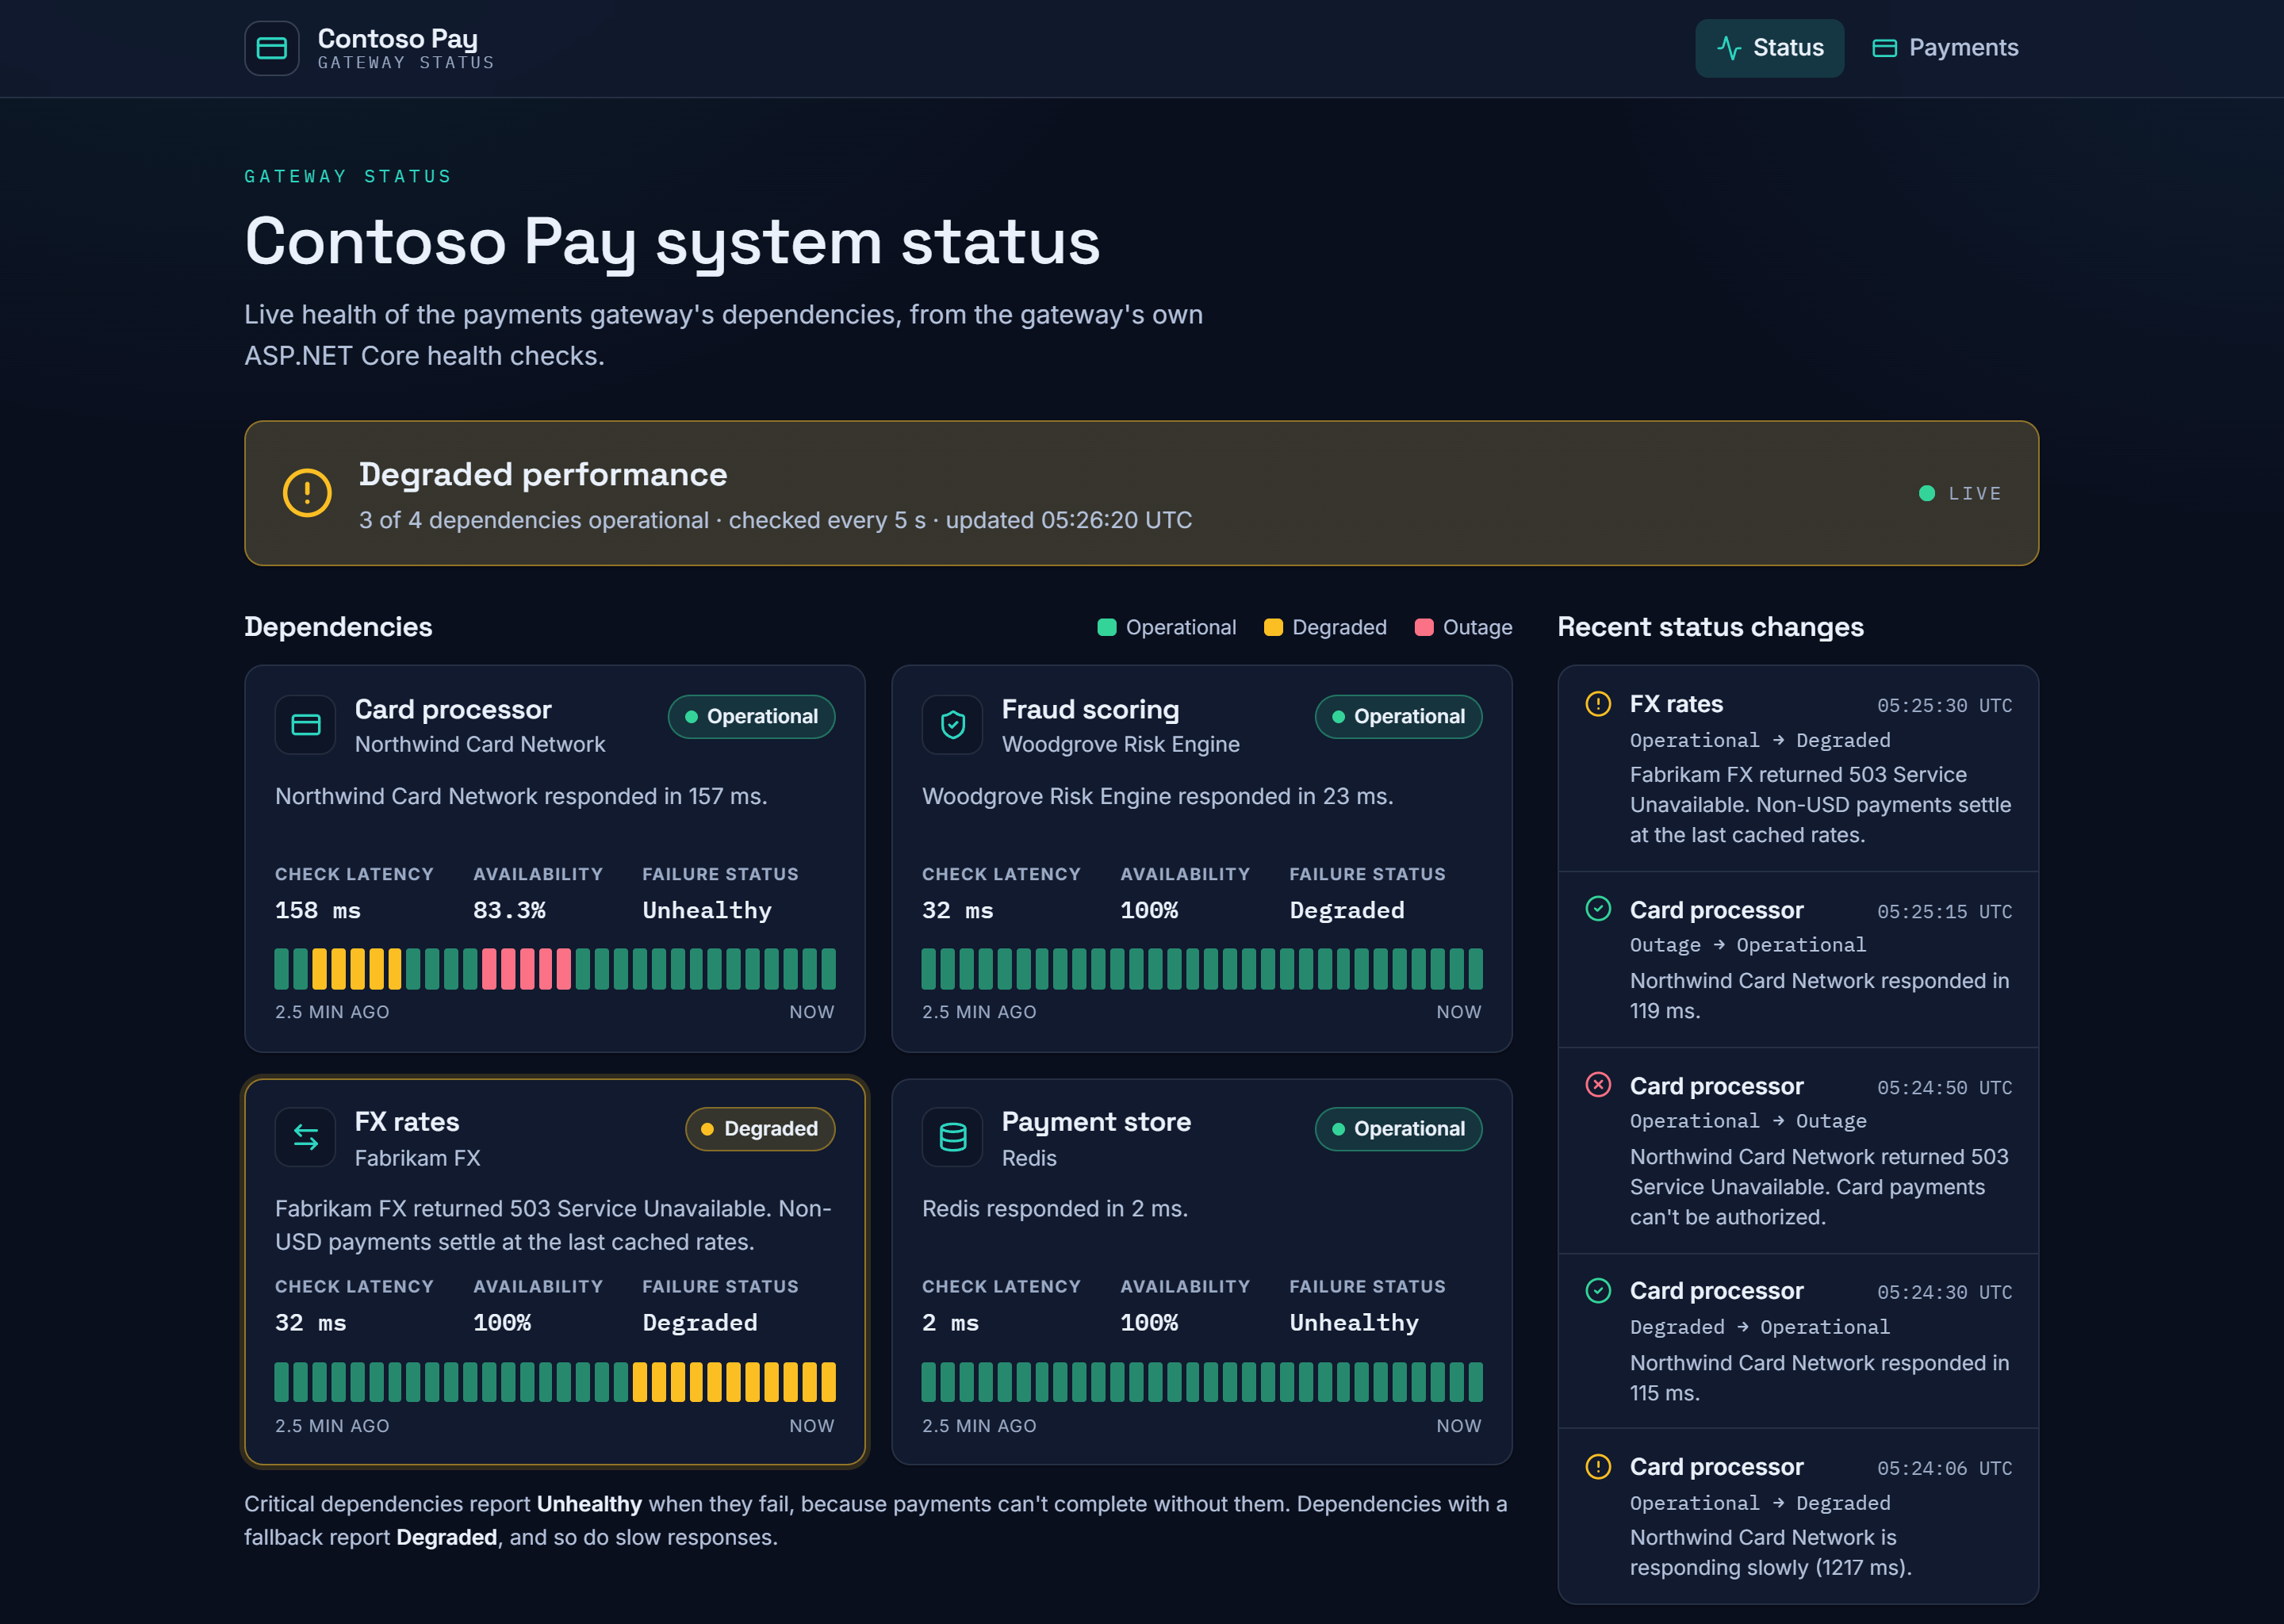 Contoso Pay
GATEWAY STATUS
Status
Payments
GATEWAY STATUS
Contoso Pay system status
Live health of the payments gateway's dependencies, from the gateway's own
ASP.NET Core health checks.
Degraded performance
3 of 4 dependencies operational · checked every 5 s · updated 05:26:20 UTC
LIVE
Dependencies
Operational
Degraded
Outage
Card processor
Northwind Card Network
Operational
Northwind Card Network responded in 157 ms.
CHECK LATENCY AVAILABILITY FAILURE STATUS
158 ms 83.3% Unhealthy
2.5 MIN AGO NOW
Fraud scoring
Woodgrove Risk Engine
Operational
Woodgrove Risk Engine responded in 23 ms.
CHECK LATENCY AVAILABILITY FAILURE STATUS
32 ms 100% Degraded
2.5 MIN AGO NOW
FX rates
Fabrikam FX
Degraded
Fabrikam FX returned 503 Service Unavailable. Non-
USD payments settle at the last cached rates.
CHECK LATENCY AVAILABILITY FAILURE STATUS
32 ms 100% Degraded
2.5 MIN AGO NOW
Payment store
Redis
Operational
Redis responded in 2 ms.
CHECK LATENCY AVAILABILITY FAILURE STATUS
2 ms 100% Unhealthy
2.5 MIN AGO NOW
Critical dependencies report Unhealthy when they fail, because payments can't complete without them. Dependencies with a
fallback report Degraded, and so do slow responses.
Recent status changes
FX rates 05:25:30 UTC
Operational → Degraded
Fabrikam FX returned 503 Service
Unavailable. Non-USD payments settle
at the last cached rates.
Card processor 05:25:15 UTC
Outage → Operational
Northwind Card Network responded in
119 ms.
Card processor 05:24:50 UTC
Operational → Outage
Northwind Card Network returned 503
Service Unavailable. Card payments
can't be authorized.
Card processor 05:24:30 UTC
Degraded → Operational
Northwind Card Network responded in
115 ms.
Card processor 05:24:06 UTC
Operational → Degraded
Northwind Card Network is
responding slowly (1217 ms).